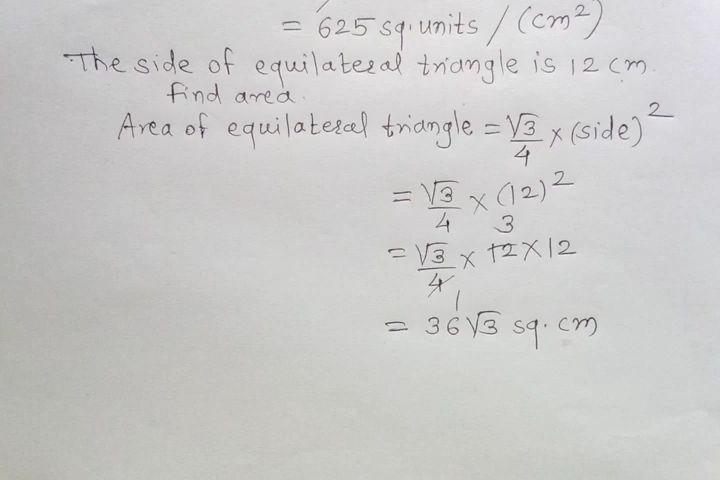 = 625 sq. units / (cm²)
The side of equilateral triangle is 12 cm.
find area.
Area of equilateral triangle = √3/4 × (side)²
= √3/4 × (12)²
3
= √3/4 × 12 × 12
1
= 36√3 sq. cm